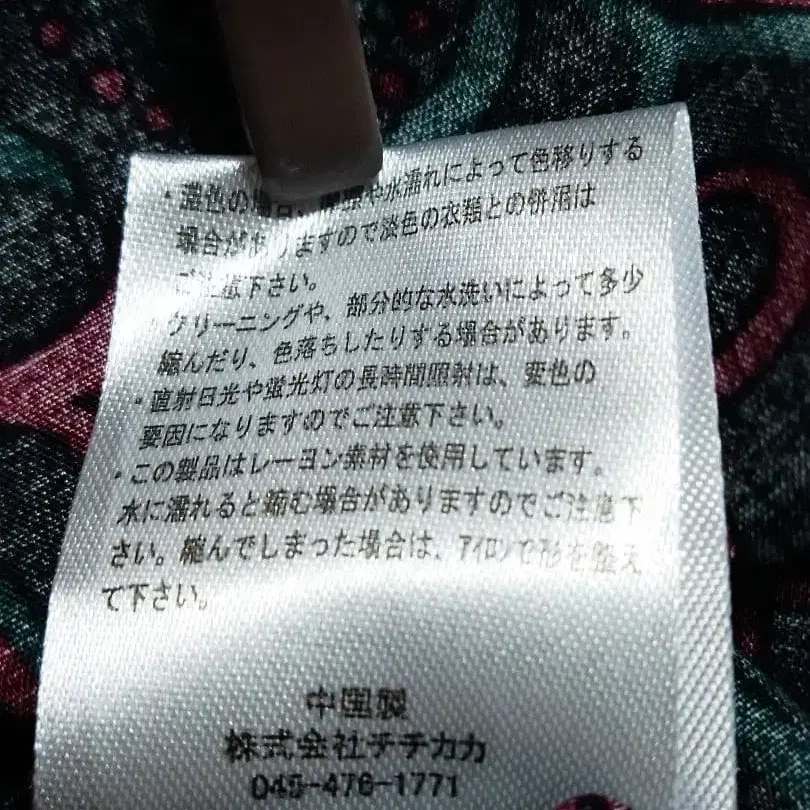 ・濃色の場合、摩擦や水濡れによって色移りする
場合がありますので淡色の衣類との併用は
ご注意下さい。
・クリーニングや、部分的な水洗いによって多少
縮んだり、色落ちしたりする場合があります。
・直射日光や蛍光灯の長時間照射は、変色の
要因になりますのでご注意下さい。
・この製品はレーヨン素材を使用しています。
水に濡れると縮む場合がありますのでご注意下
さい。縮んでしまった場合は、アイロンで形を整え
て下さい。
中国製
株式会社チチカカ
045-476-1771